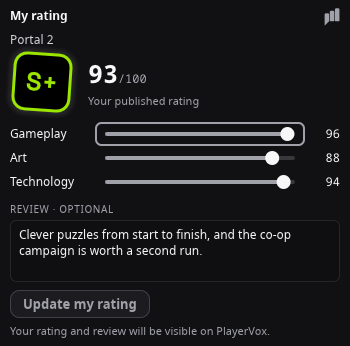 My rating
Portal 2
S+
93/100
Your published rating
Gameplay 96
Art 88
Technology 94
REVIEW · OPTIONAL
Clever puzzles from start to finish, and the co-op
campaign is worth a second run.
Update my rating
Your rating and review will be visible on PlayerVox.